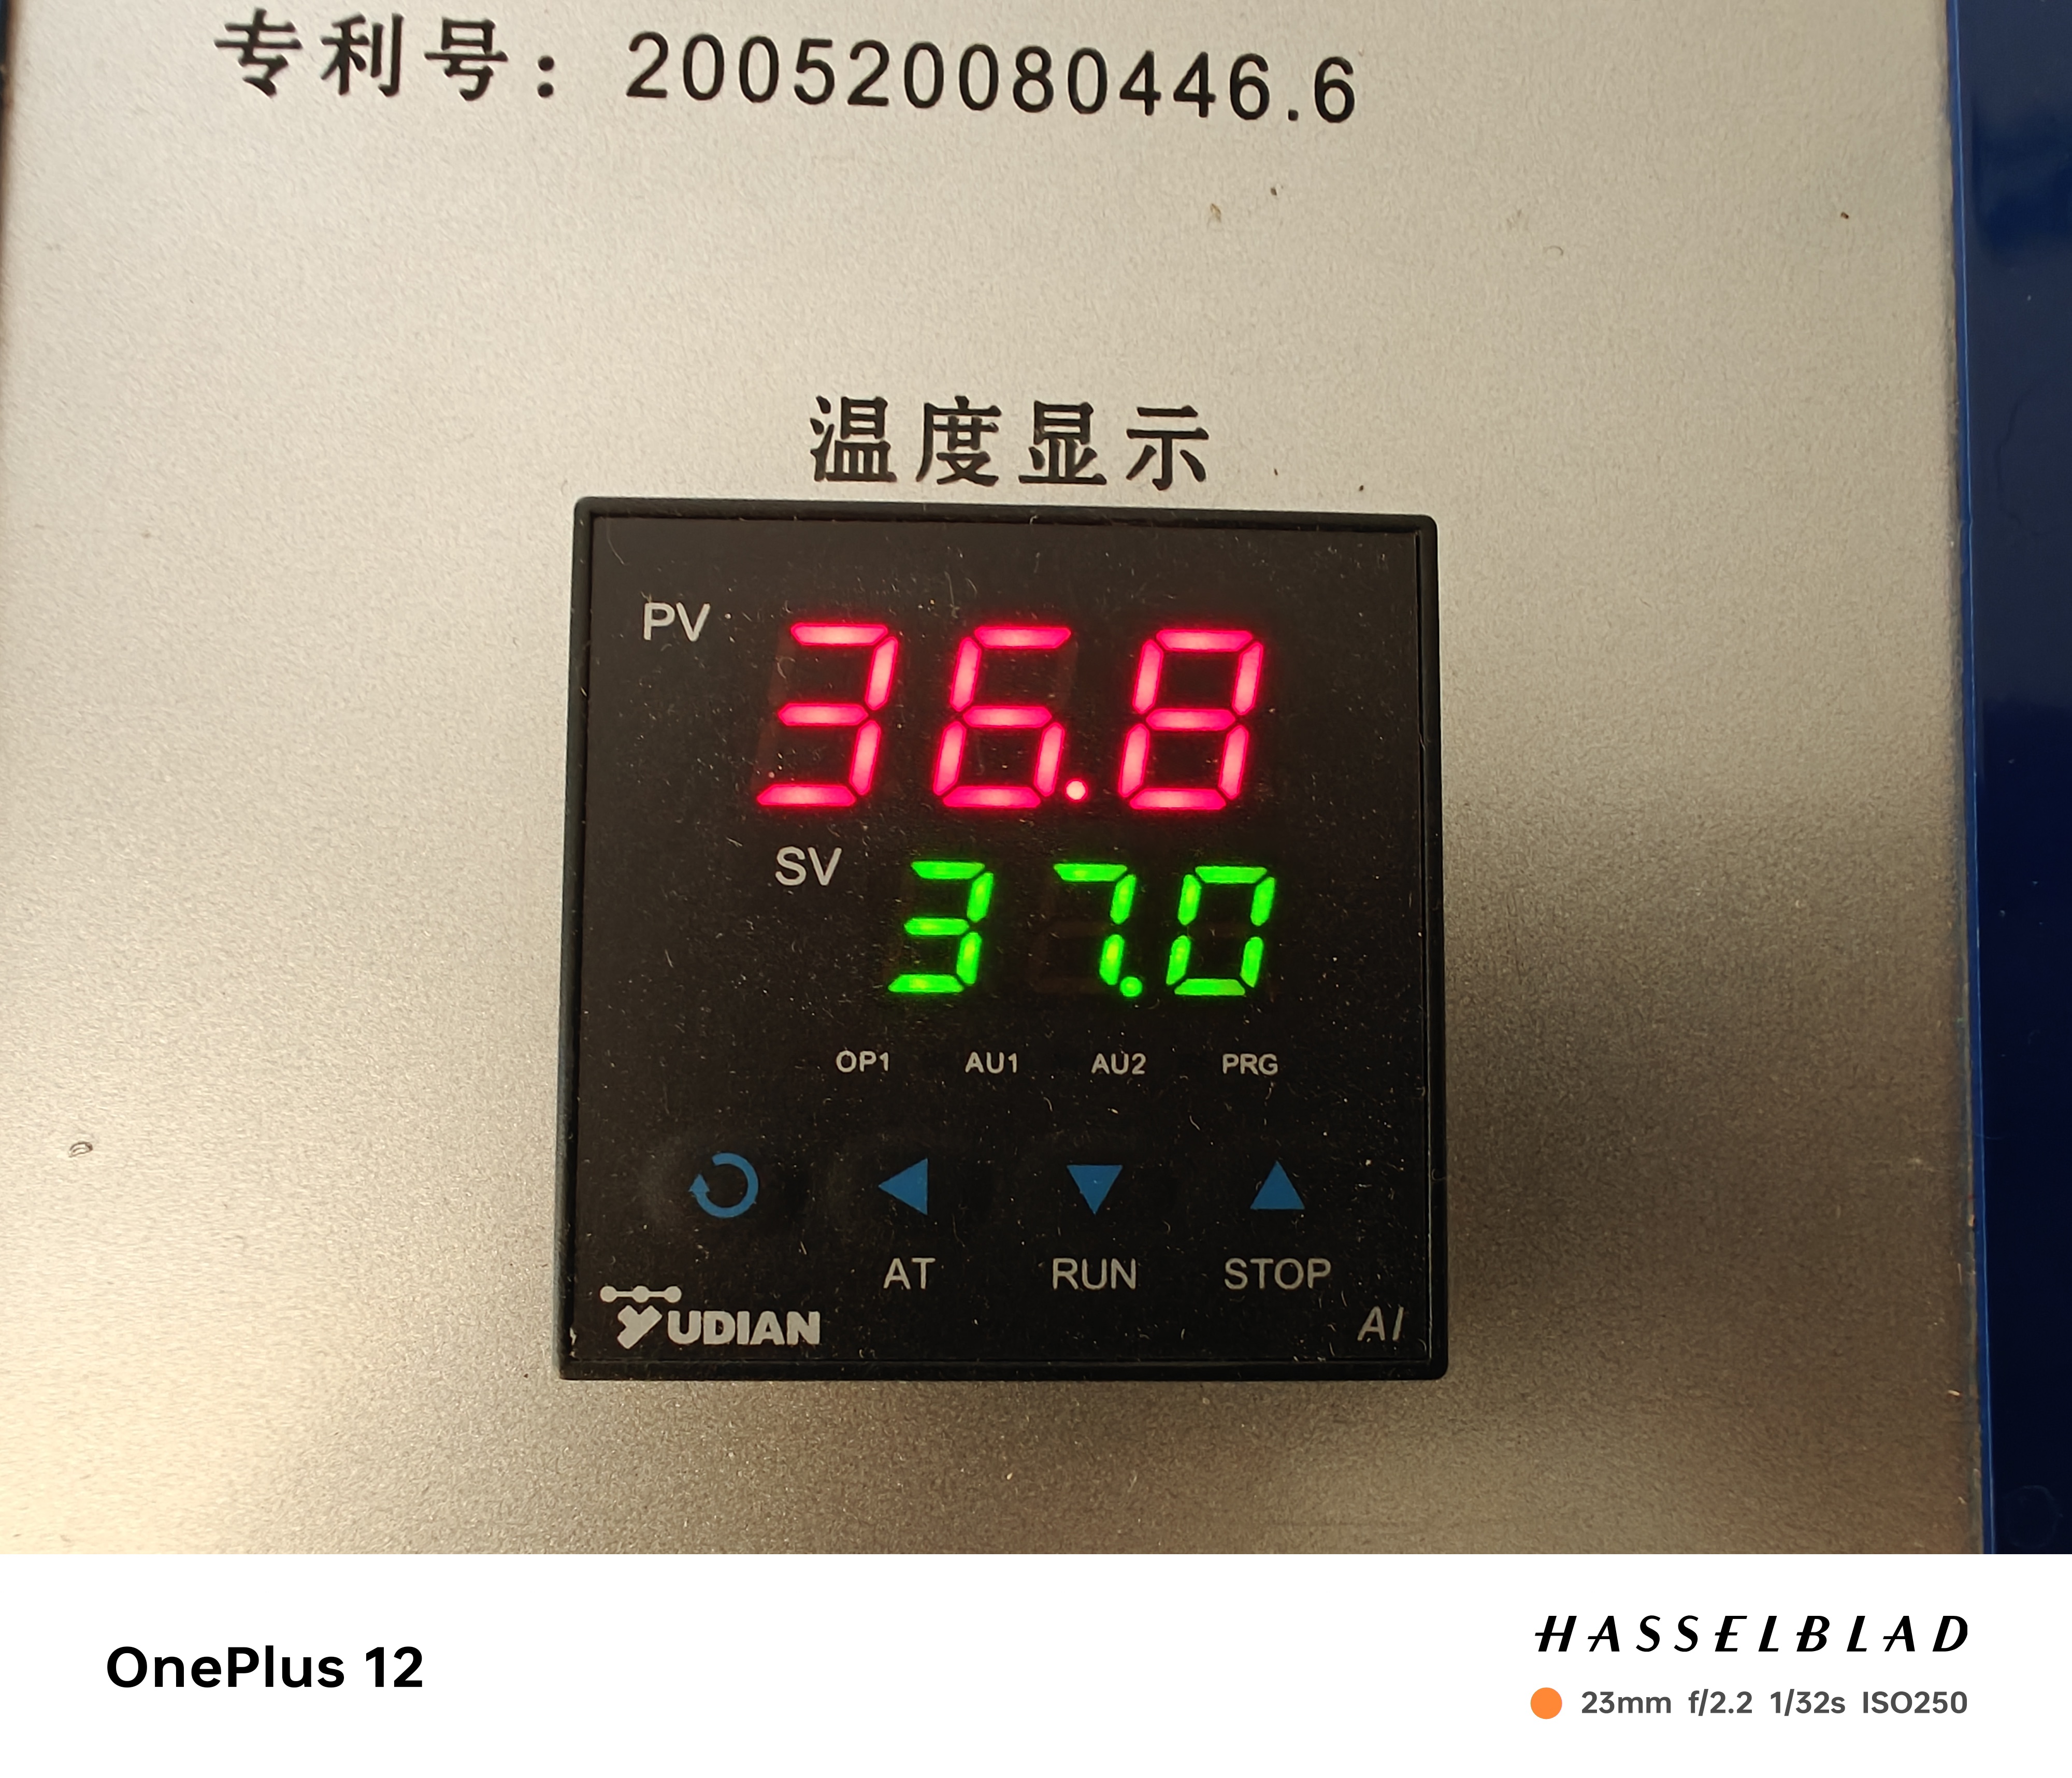 专利号：200520080446.6
温度显示
PV 36.8
SV 37.0
OP1 AU1 AU2 PRG
AT RUN STOP
YUDIAN AI
OnePlus 12
HASSELBLAD
23mm f/2.2 1/32s ISO250